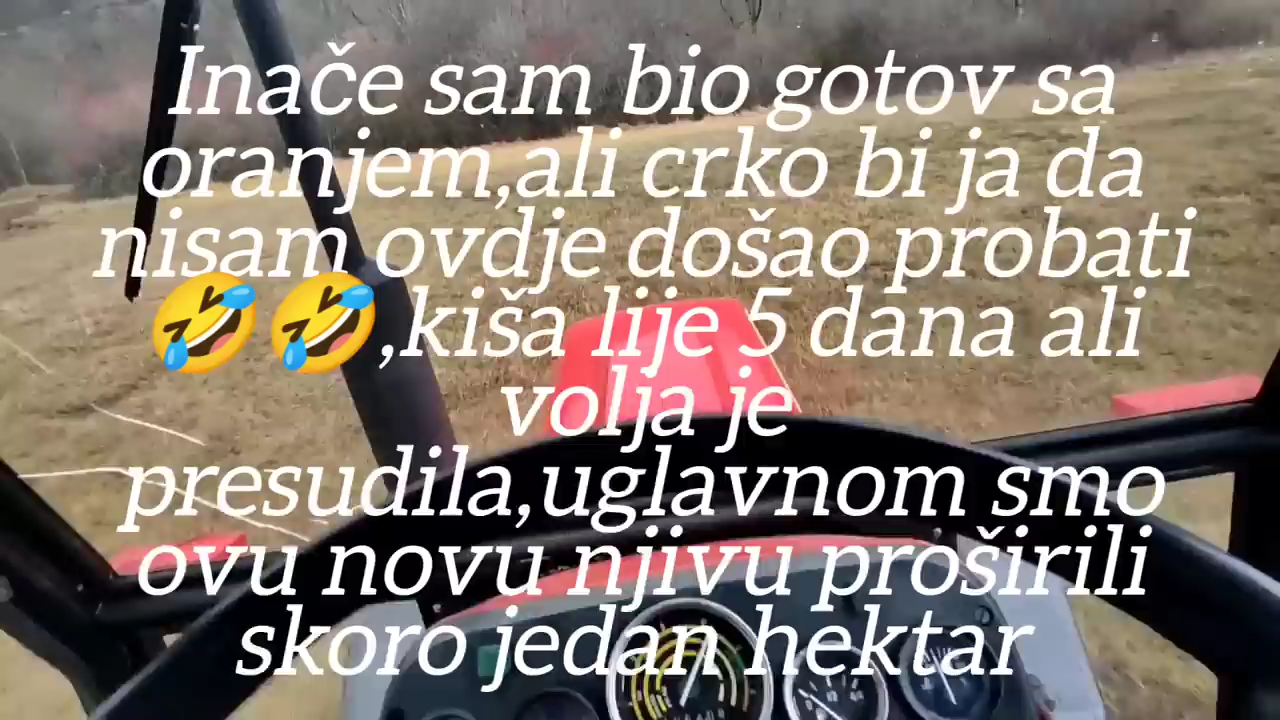 Inače sam bio gotov sa
oranjem,ali crko bi ja da
nisam ovdje došao probati
🤣🤣,kiša lije 5 dana ali
volja je
presudila,uglavnom smo
ovu novu njivu proširili
skoro jedan hektar